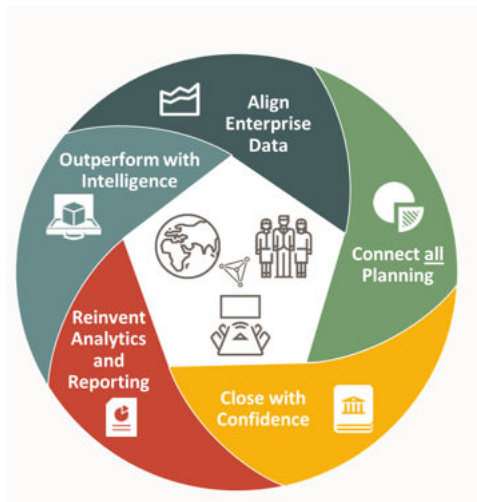 Align
Enterprise
Data
Connect all
Planning
Close with
Confidence
Reinvent
Analytics
and
Reporting
Outperform with
Intelligence